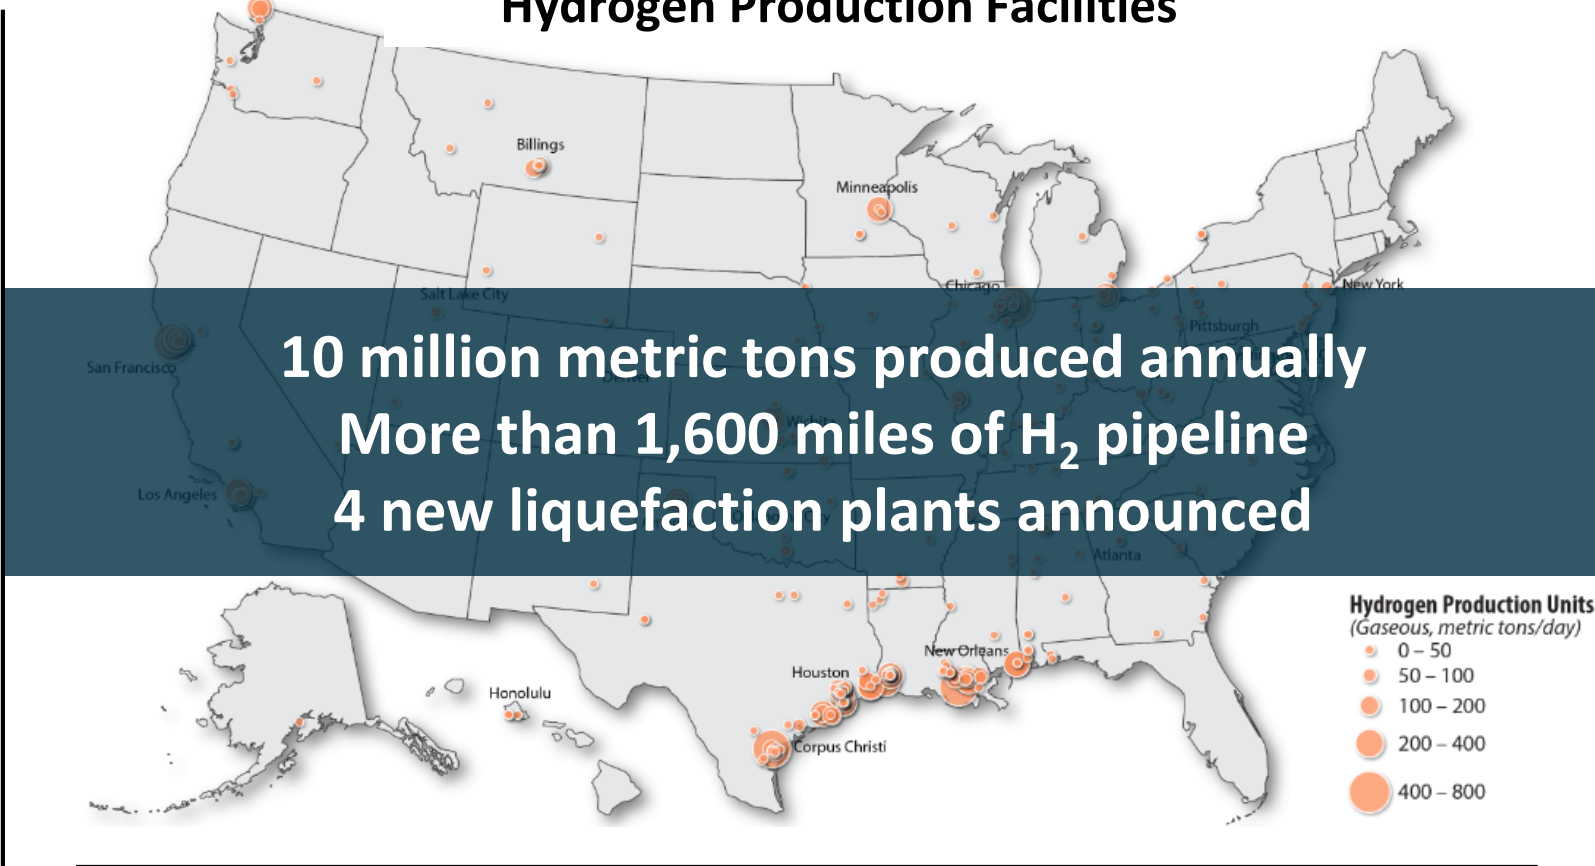 Hydrogen Production Facilities
Billings
Minneapolis
Chicago
New York
Salt Lake City
Pittsburgh
San Francisco
Denver
Wichita
10 million metric tons produced annually
More than 1,600 miles of H₂ pipeline
4 new liquefaction plants announced
Los Angeles
Atlanta
New Orleans
Houston
Honolulu
Corpus Christi
Hydrogen Production Units
(Gaseous, metric tons/day)
0 – 50
50 – 100
100 – 200
200 – 400
400 – 800